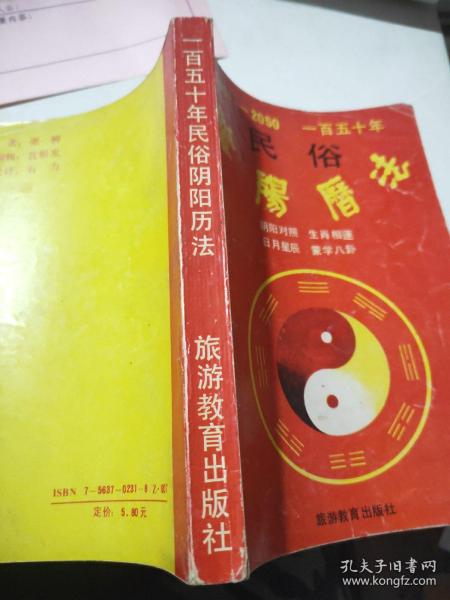 一百五十年民俗阴阳历法
旅游教育出版社
2050 一百五十年
民俗
陽曆法
阴阳对照 生肖相连
日月星辰 蒙学八卦
旅游教育出版社
ISBN 7-5637-0231-8/Z·007
定价: 5.80元
孔夫子旧书网
www.kongfz.com